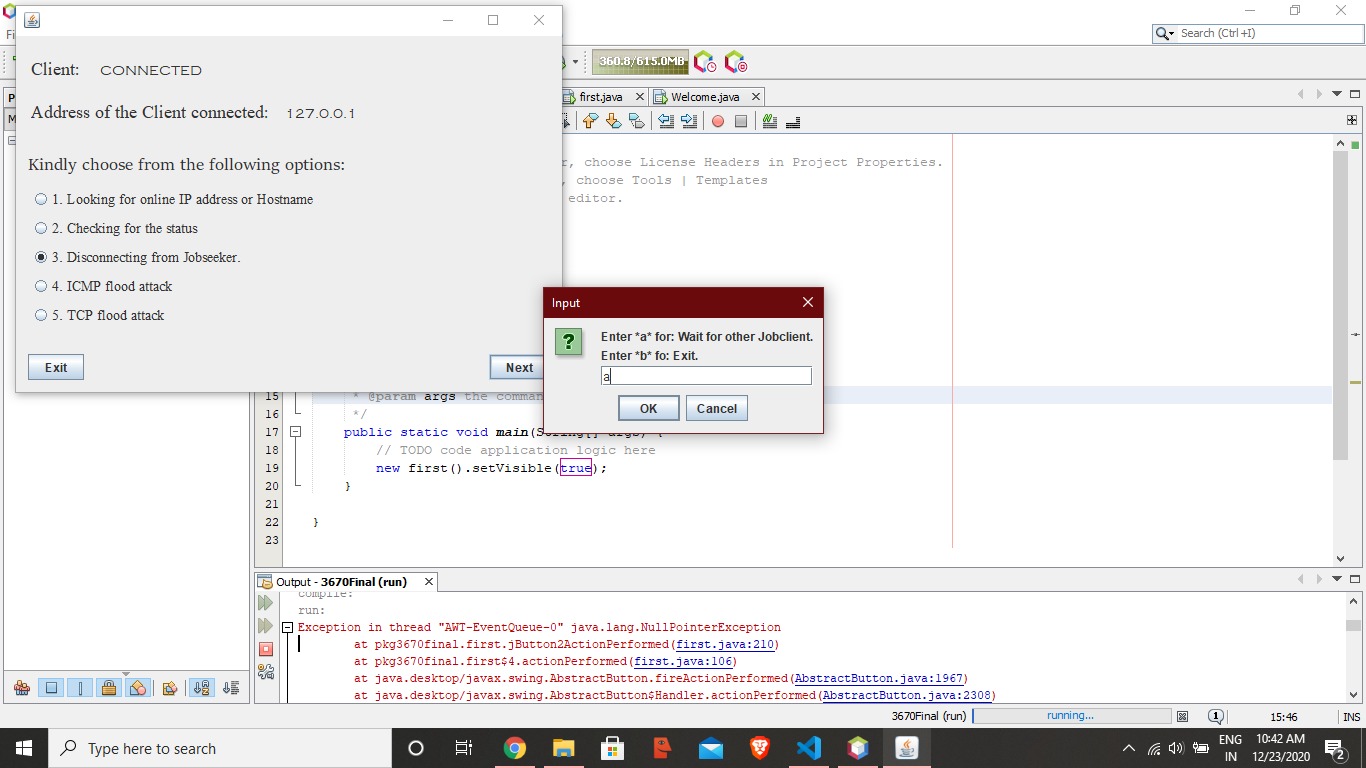 Search (Ctrl+I)
360.8/615.0MB
first.java
Welcome.java
Client: CONNECTED
Address of the Client connected: 127.0.0.1
Kindly choose from the following options:
1. Looking for online IP address or Hostname
2. Checking for the status
3. Disconnecting from Jobseeker.
4. ICMP flood attack
5. TCP flood attack
Exit
Next
r, choose License Headers in Project Properties.
, choose Tools | Templates
editor.
Input
Enter *a* for: Wait for other Jobclient.
Enter *b* fo: Exit.
a
OK
Cancel
15 * @param args the comman
16 */
17 public static void main(String[] args) {
18 // TODO code application logic here
19 new first().setVisible(true);
20 }
21
22 }
23
Output - 3670Final (run)
compile:
run:
Exception in thread "AWT-EventQueue-0" java.lang.NullPointerException
at pkg3670final.first.jButton2ActionPerformed(first.java:210)
at pkg3670final.first$4.actionPerformed(first.java:106)
at java.desktop/javax.swing.AbstractButton.fireActionPerformed(AbstractButton.java:1967)
at java.desktop/javax.swing.AbstractButton$Handler.actionPerformed(AbstractButton.java:2308)
3670Final (run)
running...
1
15:46
INS
Type here to search
ENG
IN
10:42 AM
12/23/2020
2